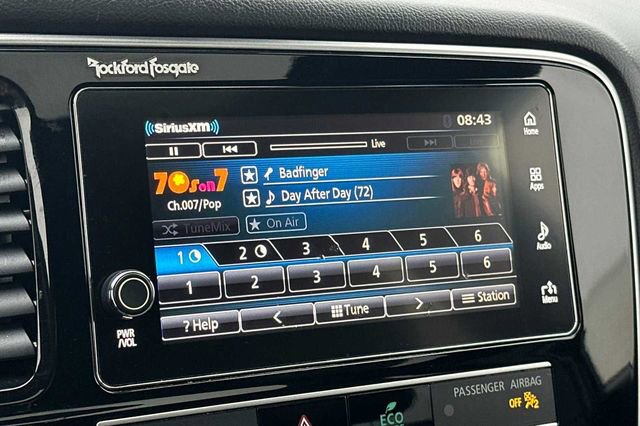 Rockford Fosgate
SiriusXM
08:43
Live
70s on 7
Badfinger
Day After Day (72)
Ch.007/Pop
TuneMix
On Air
1 2 3 4 5 6
1 2 3 4 5 6
? Help < Tune > Station
Home
Apps
Audio
Menu
PWR
/VOL
PASSENGER AIRBAG
ECO
OFF 2